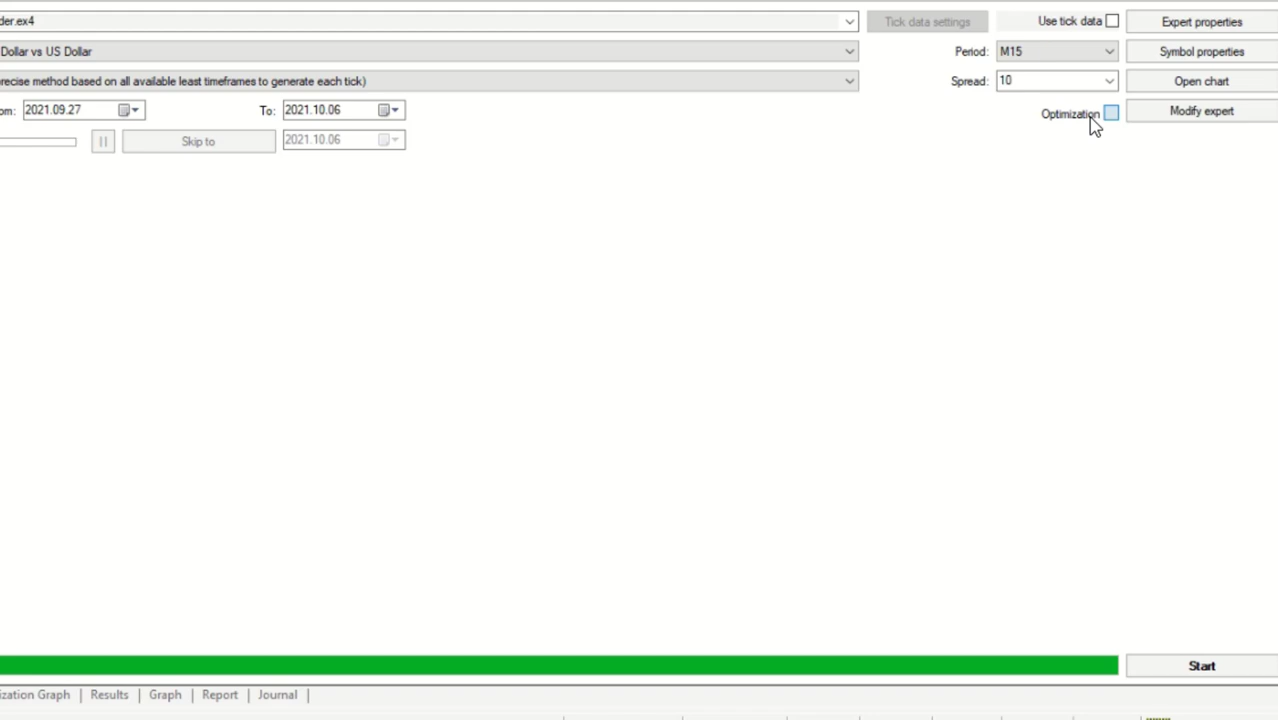 der.ex4
Tick data settings
Use tick data
Expert properties
Dollar vs US Dollar
Period:
M15
Symbol properties
recise method based on all available least timeframes to generate each tick)
Spread:
10
Open chart
om:
2021.09.27
To:
2021.10.06
Optimization
Modify expert
Skip to
2021.10.06
Start
ization Graph | Results | Graph | Report | Journal |